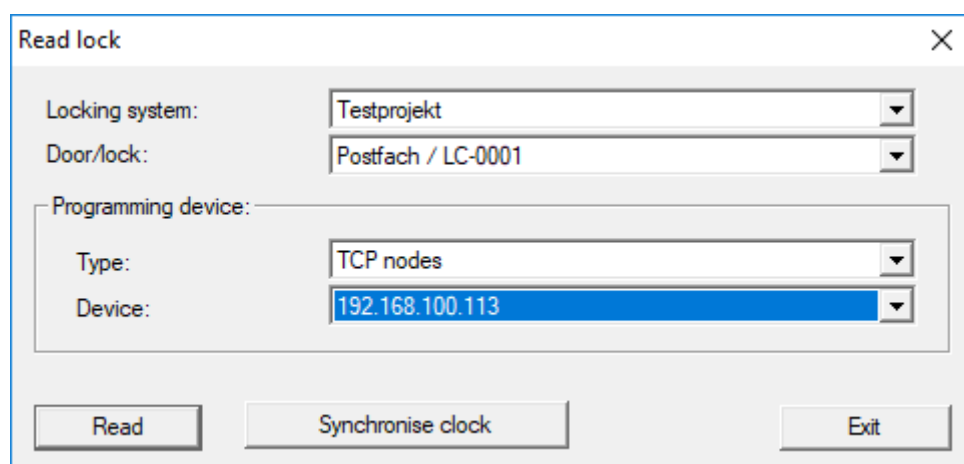 Read lock
Locking system: Testprojekt
Door/lock: Postfach / LC-0001
Programming device:
Type: TCP nodes
Device: 192.168.100.113
Read Synchronise clock Exit